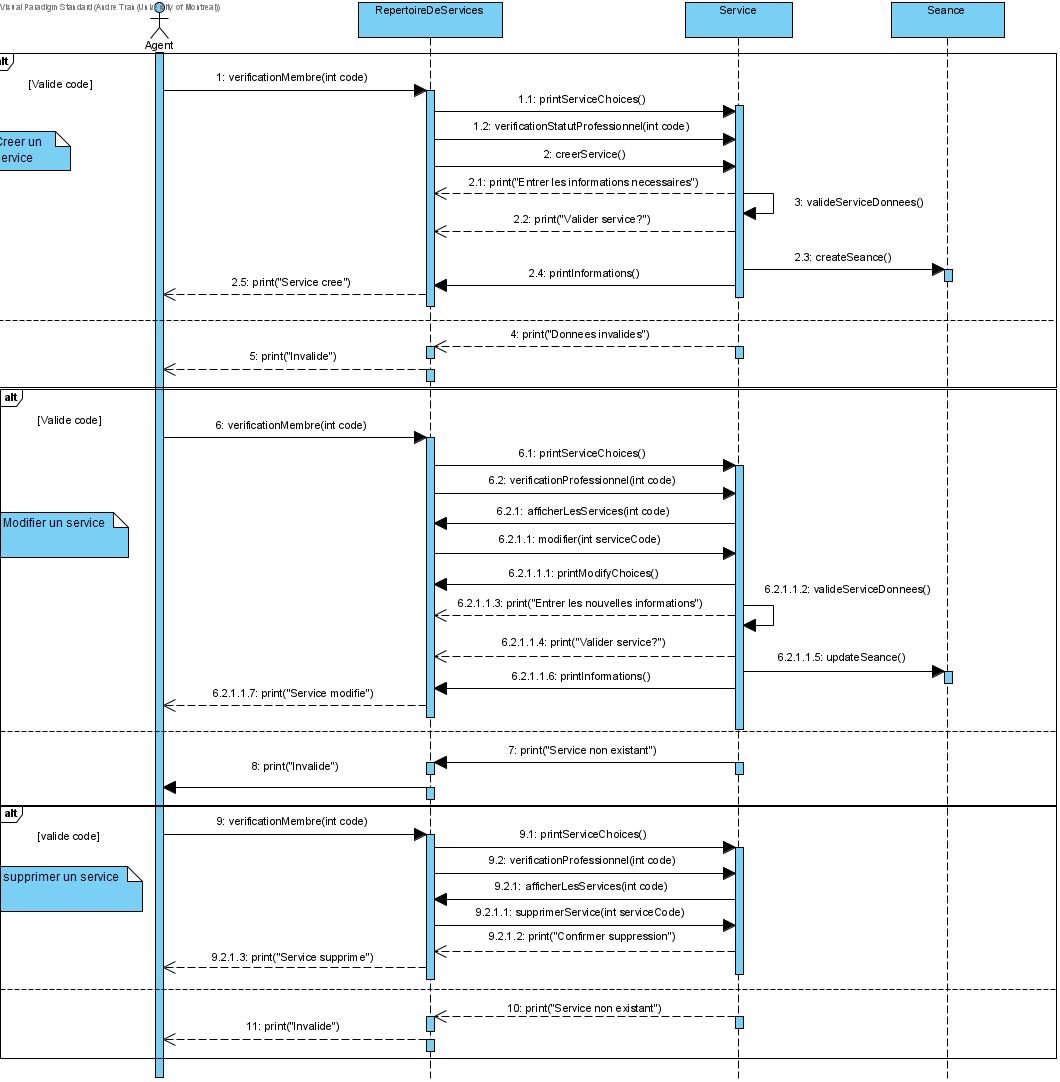 Visual Paradigm Standard(Andre Tran(University of Montreal))
Agent
RepertoireDeServices
Service
Seance
alt
[Valide code]
Creer un
service
1: verificationMembre(int code)
1.1: printServiceChoices()
1.2: verificationStatutProfessionnel(int code)
2: creerService()
2.1: print("Entrer les informations necessaires")
3: valideServiceDonnees()
2.2: print("Valider service?")
2.3: createSeance()
2.4: printInformations()
2.5: print("Service cree")
4: print("Donnees invalides")
5: print("Invalide")
alt
[Valide code]
Modifier un service
6: verificationMembre(int code)
6.1: printServiceChoices()
6.2: verificationProfessionnel(int code)
6.2.1: afficherLesServices(int code)
6.2.1.1: modifier(int serviceCode)
6.2.1.1.1: printModifyChoices()
6.2.1.1.2: valideServiceDonnees()
6.2.1.1.3: print("Entrer les nouvelles informations")
6.2.1.1.4: print("Valider service?")
6.2.1.1.5: updateSeance()
6.2.1.1.6: printInformations()
6.2.1.1.7: print("Service modifie")
7: print("Service non existant")
8: print("Invalide")
alt
[valide code]
supprimer un service
9: verificationMembre(int code)
9.1: printServiceChoices()
9.2: verificationProfessionnel(int code)
9.2.1: afficherLesServices(int code)
9.2.1.1: supprimerService(int serviceCode)
9.2.1.2: print("Confirmer suppression")
9.2.1.3: print("Service supprime")
10: print("Service non existant")
11: print("Invalide")